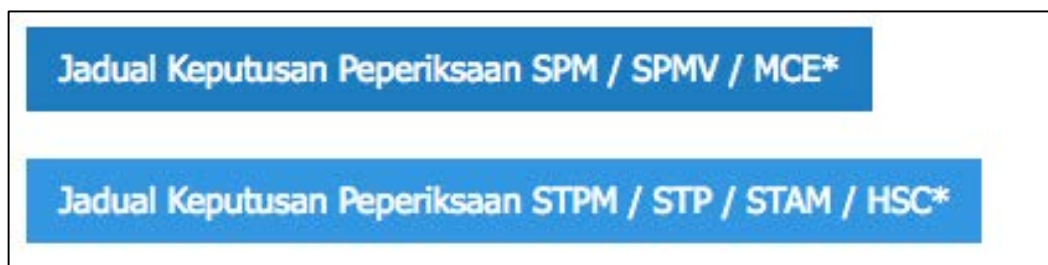 Jadual Keputusan Peperiksaan SPM / SPMV / MCE*
Jadual Keputusan Peperiksaan STPM / STP / STAM / HSC*